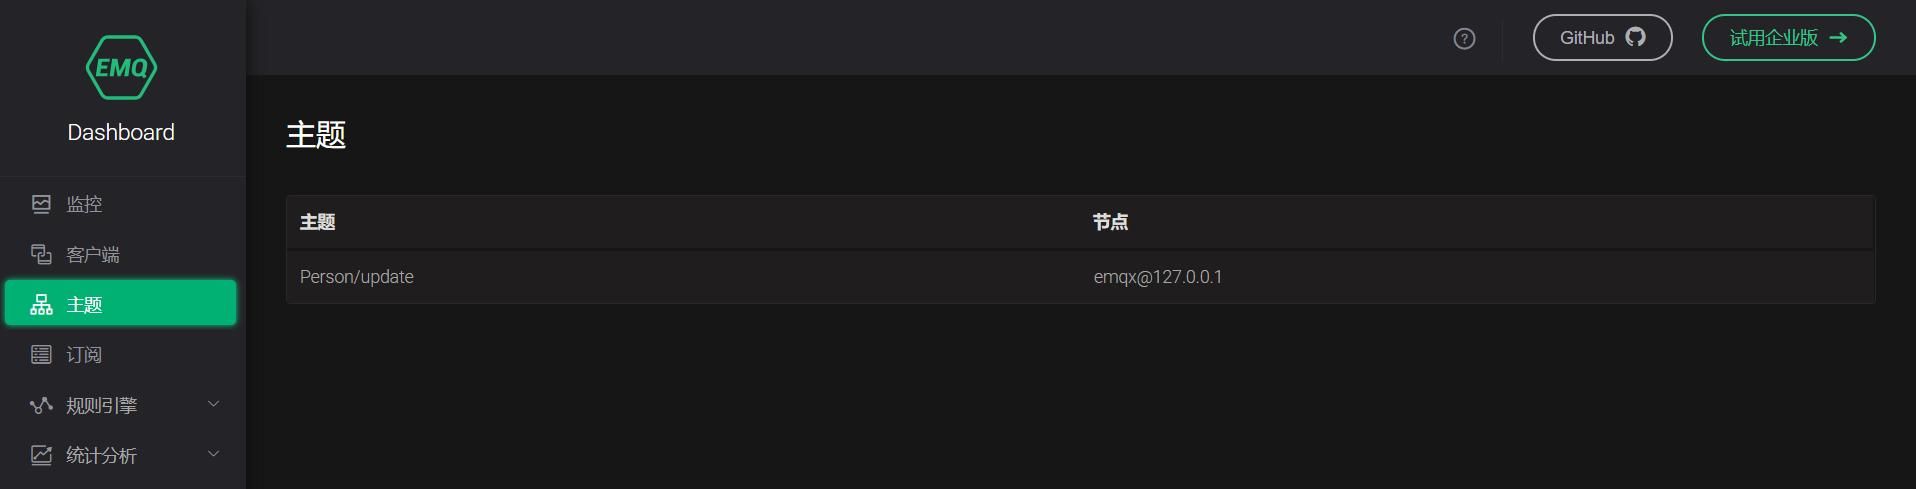 EMQ
Dashboard
监控
客户端
主题
订阅
规则引擎
统计分析
?
GitHub
试用企业版
主题
主题 节点
Person/update emqx@127.0.0.1